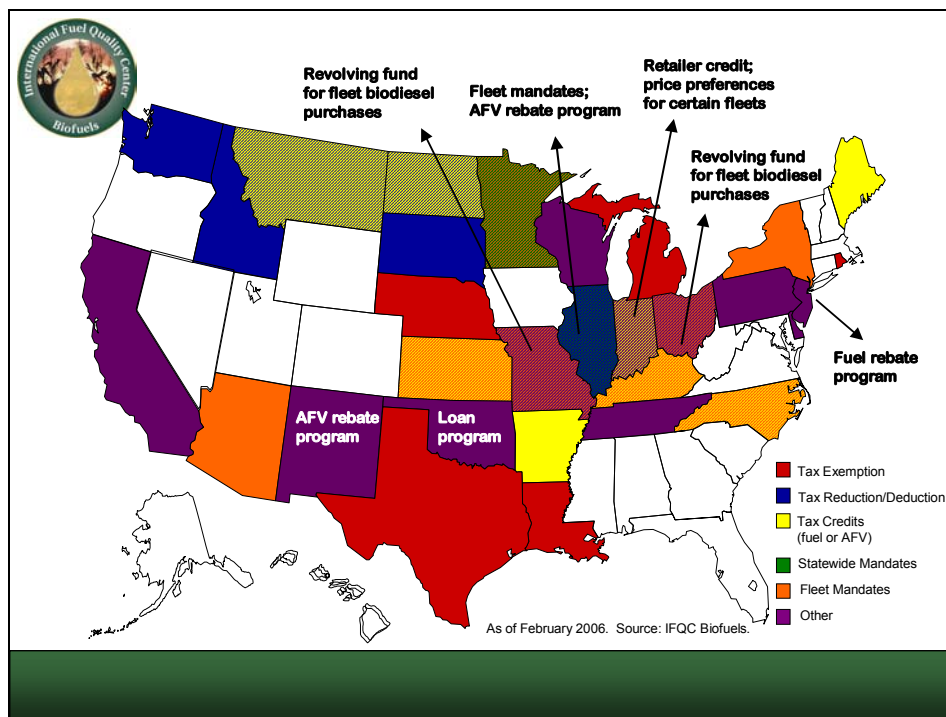 International Fuel Quality Center
Biofuels
Revolving fund
for fleet biodiesel
purchases
Fleet mandates;
AFV rebate program
Retailer credit;
price preferences
for certain fleets
Revolving fund
for fleet biodiesel
purchases
Fuel rebate
program
AFV rebate
program
Loan
program
Tax Exemption
Tax Reduction/Deduction
Tax Credits
(fuel or AFV)
Statewide Mandates
Fleet Mandates
Other
As of February 2006. Source: IFQC Biofuels.